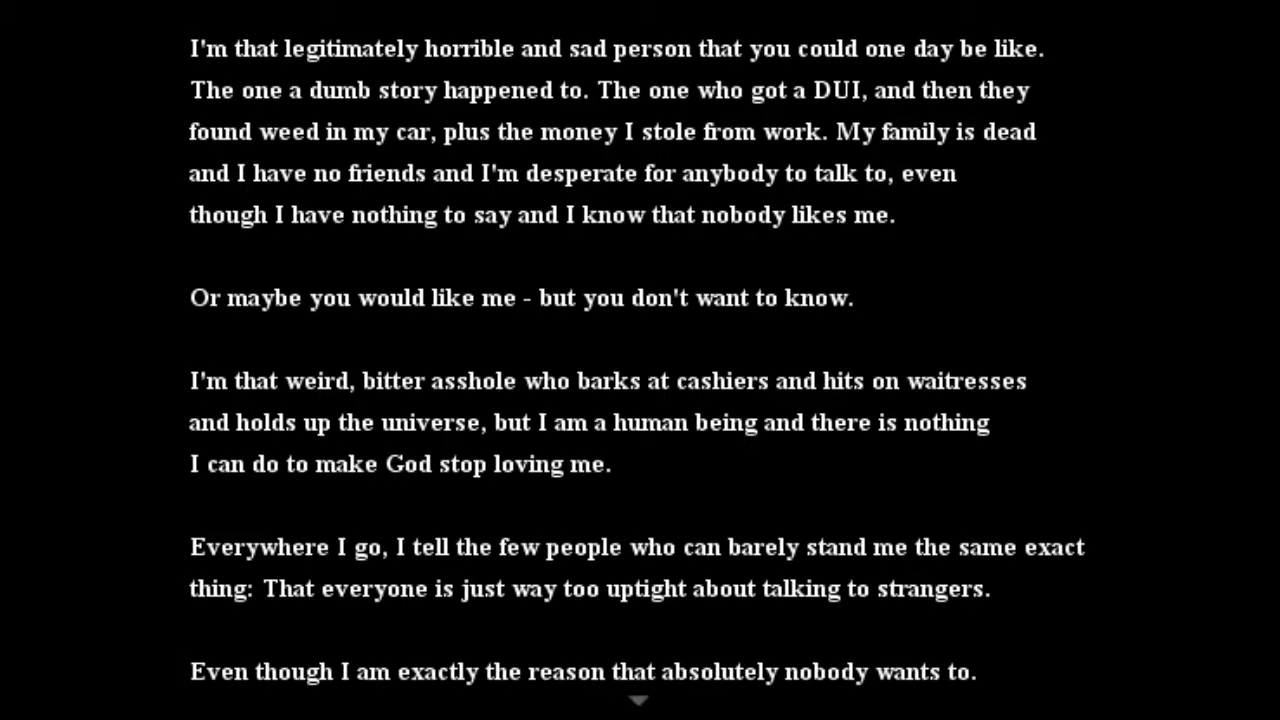 I'm that legitimately horrible and sad person that you could one day be like.
The one a dumb story happened to. The one who got a DUI, and then they
found weed in my car, plus the money I stole from work. My family is dead
and I have no friends and I'm desperate for anybody to talk to, even
though I have nothing to say and I know that nobody likes me.
Or maybe you would like me - but you don't want to know.
I'm that weird, bitter asshole who barks at cashiers and hits on waitresses
and holds up the universe, but I am a human being and there is nothing
I can do to make God stop loving me.
Everywhere I go, I tell the few people who can barely stand me the same exact
thing: That everyone is just way too uptight about talking to strangers.
Even though I am exactly the reason that absolutely nobody wants to.